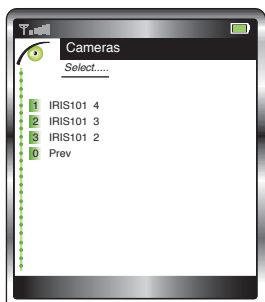 Cameras
Select.....
1 IRIS101 4
2 IRIS101 3
3 IRIS101 2
0 Prev